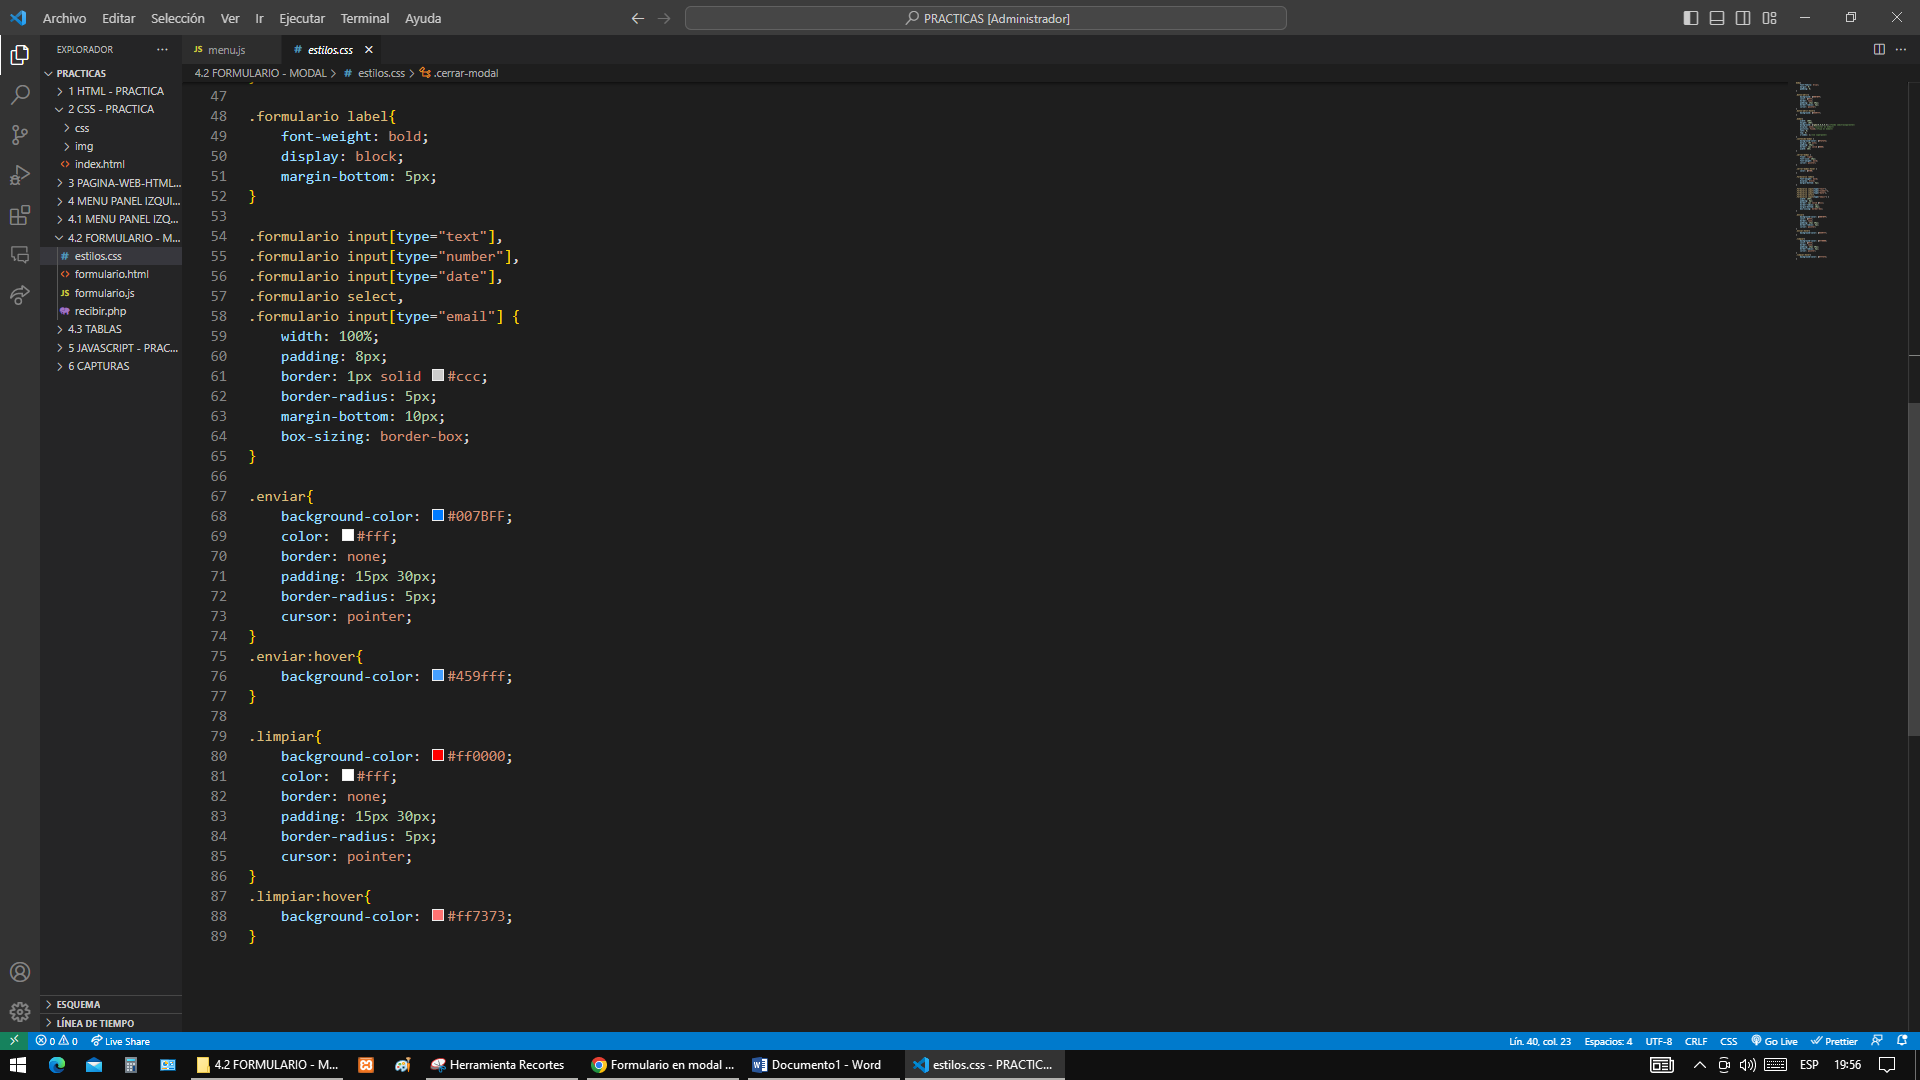 Archivo Editar Selección Ver Ir Ejecutar Terminal Ayuda
PRACTICAS [Administrador]
EXPLORADOR
PRACTICAS
1 HTML - PRACTICA
2 CSS - PRACTICA
css
img
index.html
3 PAGINA-WEB-HTML...
4 MENU PANEL IZQUI...
4.1 MENU PANEL IZQ...
4.2 FORMULARIO - M...
estilos.css
formulario.html
formulario.js
recibir.php
4.3 TABLAS
5 JAVASCRIPT - PRAC...
6 CAPTURAS
ESQUEMA
LÍNEA DE TIEMPO
JS menu.js
# estilos.css
4.2 FORMULARIO - MODAL > # estilos.css > .cerrar-modal
47
48 .formulario label{
49 font-weight: bold;
50 display: block;
51 margin-bottom: 5px;
52 }
53
54 .formulario input[type="text"],
55 .formulario input[type="number"],
56 .formulario input[type="date"],
57 .formulario select,
58 .formulario input[type="email"] {
59 width: 100%;
60 padding: 8px;
61 border: 1px solid #ccc;
62 border-radius: 5px;
63 margin-bottom: 10px;
64 box-sizing: border-box;
65 }
66
67 .enviar{
68 background-color: #007BFF;
69 color: #fff;
70 border: none;
71 padding: 15px 30px;
72 border-radius: 5px;
73 cursor: pointer;
74 }
75 .enviar:hover{
76 background-color: #459fff;
77 }
78
79 .limpiar{
80 background-color: #ff0000;
81 color: #fff;
82 border: none;
83 padding: 15px 30px;
84 border-radius: 5px;
85 cursor: pointer;
86 }
87 .limpiar:hover{
88 background-color: #ff7373;
89 }
0 0 Live Share
Lín. 40, col. 23 Espacios: 4 UTF-8 CRLF CSS Go Live Prettier
4.2 FORMULARIO - M...
Herramienta Recortes
Formulario en modal ...
Documento1 - Word
estilos.css - PRACTIC...
ESP 19:56